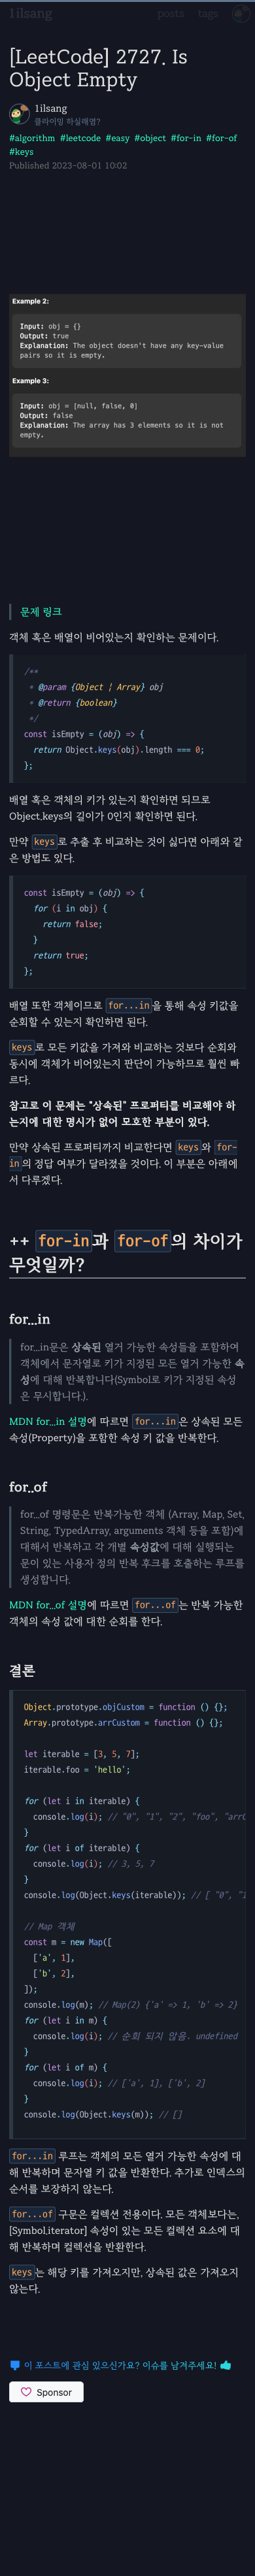 1ilsang
posts tags
[LeetCode] 2727. Is
Object Empty
1ilsang
클라이밍 하실래염?
#algorithm #leetcode #easy #object #for-in #for-of
#keys
Published 2023-08-01 10:02
Example 2:
Input: obj = {}
Output: true
Explanation: The object doesn't have any key-value
pairs so it is empty.
Example 3:
Input: obj = [null, false, 0]
Output: false
Explanation: The array has 3 elements so it is not
empty.
문제 링크
객체 혹은 배열이 비어있는지 확인하는 문제이다.
/**
 * @param {Object | Array} obj
 * @return {boolean}
 */
const isEmpty = (obj) => {
  return Object.keys(obj).length === 0;
};
배열 혹은 객체의 키가 있는지 확인하면 되므로
Object.keys의 길이가 0인지 확인하면 된다.
만약 keys로 추출 후 비교하는 것이 싫다면 아래와 같
은 방법도 있다.
const isEmpty = (obj) => {
  for (i in obj) {
    return false;
  }
  return true;
};
배열 또한 객체이므로 for...in을 통해 속성 키값을
순회할 수 있는지 확인하면 된다.
keys로 모든 키값을 가져와 비교하는 것보다 순회와
동시에 객체가 비어있는지 판단이 가능하므로 훨씬 빠
르다.
참고로 이 문제는 "상속된" 프로퍼티를 비교해야 하
는지에 대한 명시가 없어 모호한 부분이 있다.
만약 상속된 프로퍼티까지 비교한다면 keys와 for-
in의 정답 여부가 달라졌을 것이다. 이 부분은 아래에
서 다루겠다.
++ for-in과 for-of의 차이가
무엇일까?
for...in
for...in문은 상속된 열거 가능한 속성들을 포함하여
객체에서 문자열로 키가 지정된 모든 열거 가능한 속
성에 대해 반복합니다(Symbol로 키가 지정된 속성
은 무시합니다.).
MDN for...in 설명에 따르면 for...in은 상속된 모든
속성(Property)을 포함한 속성 키 값을 반복한다.
for..of
for...of 명령문은 반복가능한 객체 (Array, Map, Set,
String, TypedArray, arguments 객체 등을 포함)에
대해서 반복하고 각 개별 속성값에 대해 실행되는
문이 있는 사용자 정의 반복 후크를 호출하는 루프를
생성합니다.
MDN for...of 설명에 따르면 for...of는 반복 가능한
객체의 속성 값에 대한 순회를 한다.
결론
Object.prototype.objCustom = function () {};
Array.prototype.arrCustom = function () {};
let iterable = [3, 5, 7];
iterable.foo = 'hello';
for (let i in iterable) {
  console.log(i); // "0", "1", "2", "foo", "arrC
}
for (let i of iterable) {
  console.log(i); // 3, 5, 7
}
console.log(Object.keys(iterable)); // [ "0", "1
// Map 객체
const m = new Map([
  ['a', 1],
  ['b', 2],
]);
console.log(m); // Map(2) {'a' => 1, 'b' => 2}
for (let i in m) {
  console.log(i); // 순회 되지 않음. undefined
}
for (let i of m) {
  console.log(i); // ['a', 1], ['b', 2]
}
console.log(Object.keys(m)); // []
for...in 루프는 객체의 모든 열거 가능한 속성에 대
해 반복하며 문자열 키 값을 반환한다. 추가로 인덱스의
순서를 보장하지 않는다.
for...of 구문은 컬렉션 전용이다. 모든 객체보다는,
[Symbol.iterator] 속성이 있는 모든 컬렉션 요소에 대
해 반복하며 컬렉션을 반환한다.
keys는 해당 키를 가져오지만, 상속된 값은 가져오지
않는다.
이 포스트에 관심 있으신가요? 이슈를 남겨주세요!
Sponsor